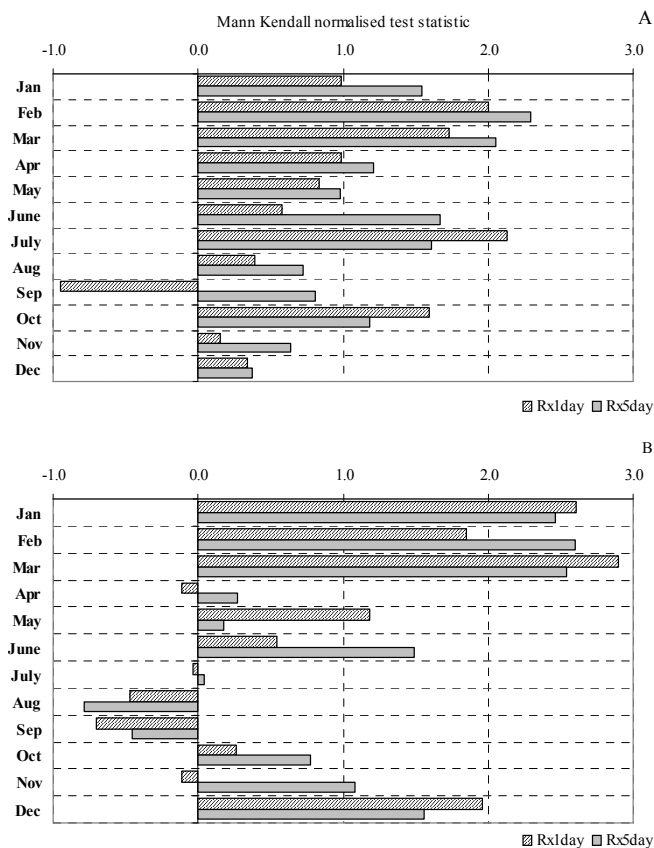 Mann Kendall normalised test statistic
A
-1.0 0.0 1.0 2.0 3.0
Jan
Feb
Mar
Apr
May
June
July
Aug
Sep
Oct
Nov
Dec
Rx1day Rx5day
B
-1.0 0.0 1.0 2.0 3.0
Jan
Feb
Mar
Apr
May
June
July
Aug
Sep
Oct
Nov
Dec
Rx1day Rx5day